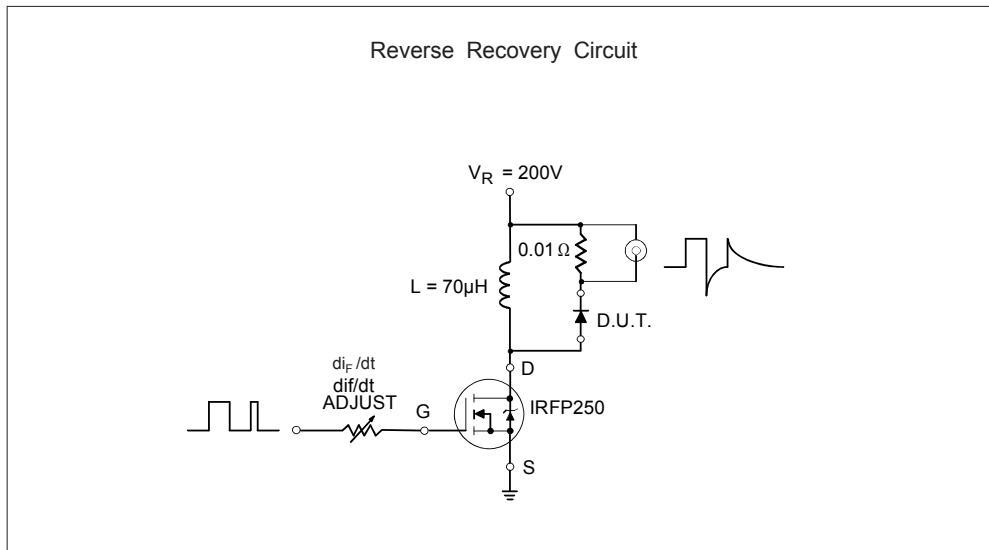 Reverse Recovery Circuit
V_R = 200V
0.01 Ω
L = 70µH
D.U.T.
di_F/dt
dif/dt
ADJUST
D
G
IRFP250
S